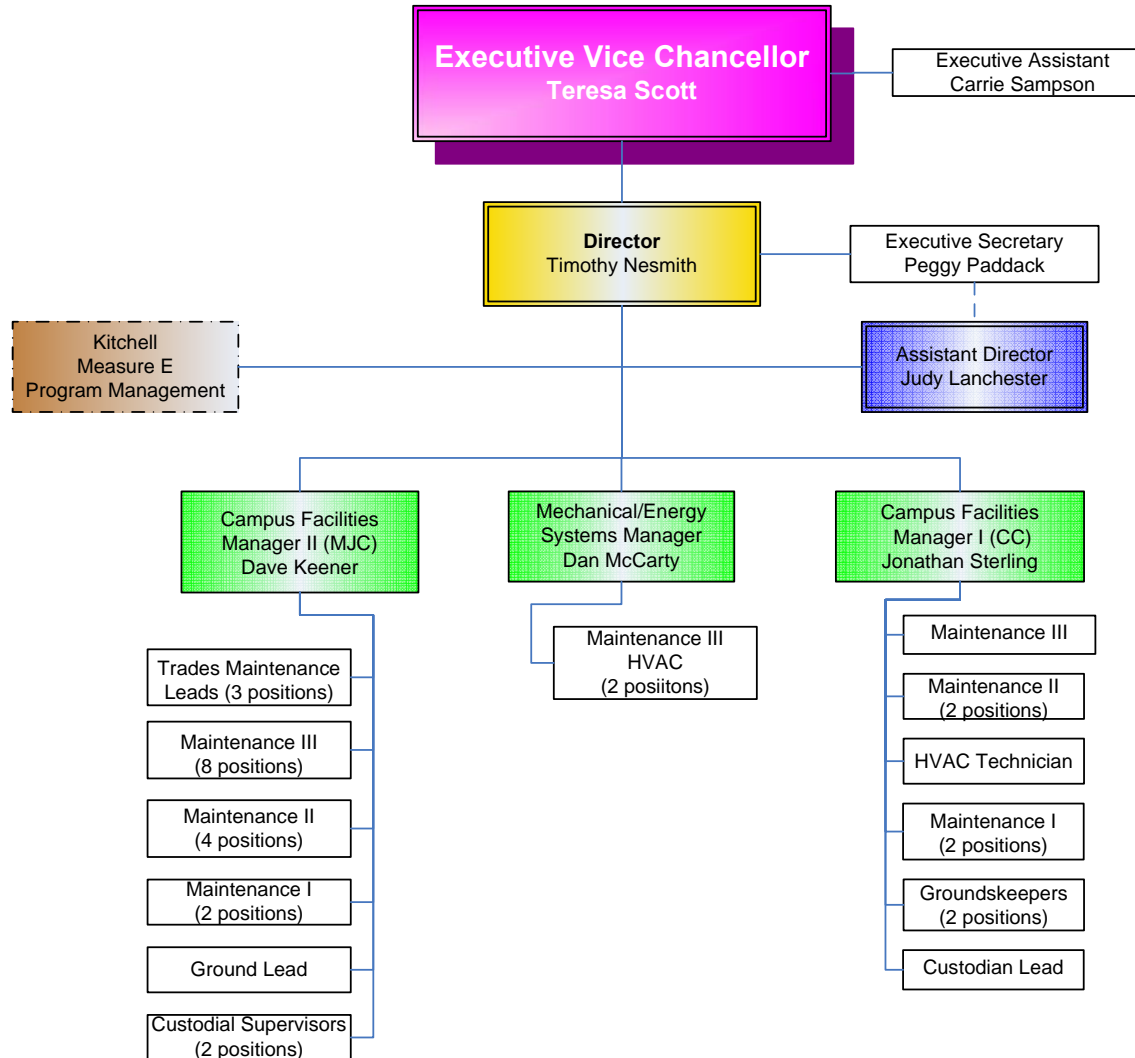 Executive Vice Chancellor
Teresa Scott
Executive Assistant
Carrie Sampson
Director
Timothy Nesmith
Executive Secretary
Peggy Paddack
Kitchell
Measure E
Program Management
Assistant Director
Judy Lanchester
Campus Facilities
Manager II (MJC)
Dave Keener
Mechanical/Energy
Systems Manager
Dan McCarty
Campus Facilities
Manager I (CC)
Jonathan Sterling
Trades Maintenance
Leads (3 positions)
Maintenance III
(8 positions)
Maintenance II
(4 positions)
Maintenance I
(2 positions)
Ground Lead
Custodial Supervisors
(2 positions)
Maintenance III
HVAC
(2 posiitons)
Maintenance III
Maintenance II
(2 positions)
HVAC Technician
Maintenance I
(2 positions)
Groundskeepers
(2 positions)
Custodian Lead